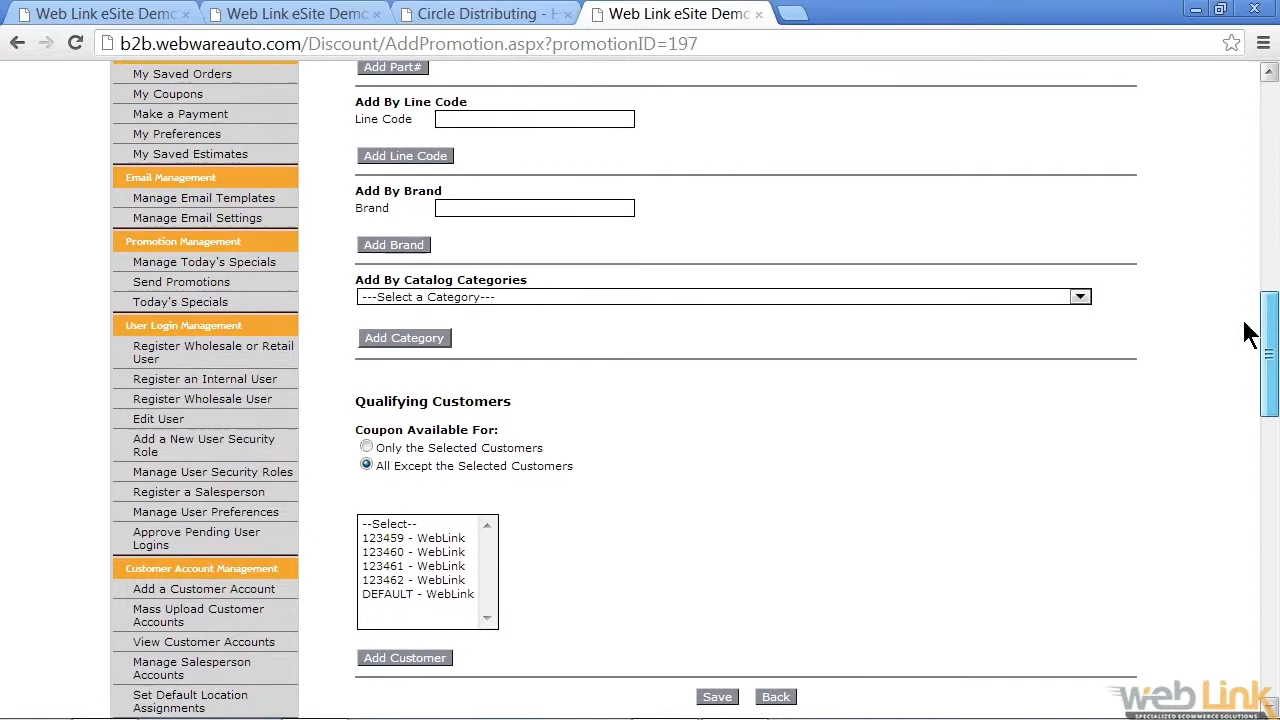 Web Link eSite Demo
Web Link eSite Demo
Circle Distributing - H
Web Link eSite Demo
b2b.webwareauto.com/Discount/AddPromotion.aspx?promotionID=197
My Saved Orders
My Coupons
Make a Payment
My Preferences
My Saved Estimates
Email Management
Manage Email Templates
Manage Email Settings
Promotion Management
Manage Today's Specials
Send Promotions
Today's Specials
User Login Management
Register Wholesale or Retail
User
Register an Internal User
Register Wholesale User
Edit User
Add a New User Security
Role
Manage User Security Roles
Register a Salesperson
Manage User Preferences
Approve Pending User
Logins
Customer Account Management
Add a Customer Account
Mass Upload Customer
Accounts
View Customer Accounts
Manage Salesperson
Accounts
Set Default Location
Assignments
Add Part#
Add By Line Code
Line Code
Add Line Code
Add By Brand
Brand
Add Brand
Add By Catalog Categories
---Select a Category---
Add Category
Qualifying Customers
Coupon Available For:
Only the Selected Customers
All Except the Selected Customers
--Select--
123459 - WebLink
123460 - WebLink
123461 - WebLink
123462 - WebLink
DEFAULT - WebLink
Add Customer
Save Back
web Link
SPECIALIZED ECOMMERCE SOLUTIONS